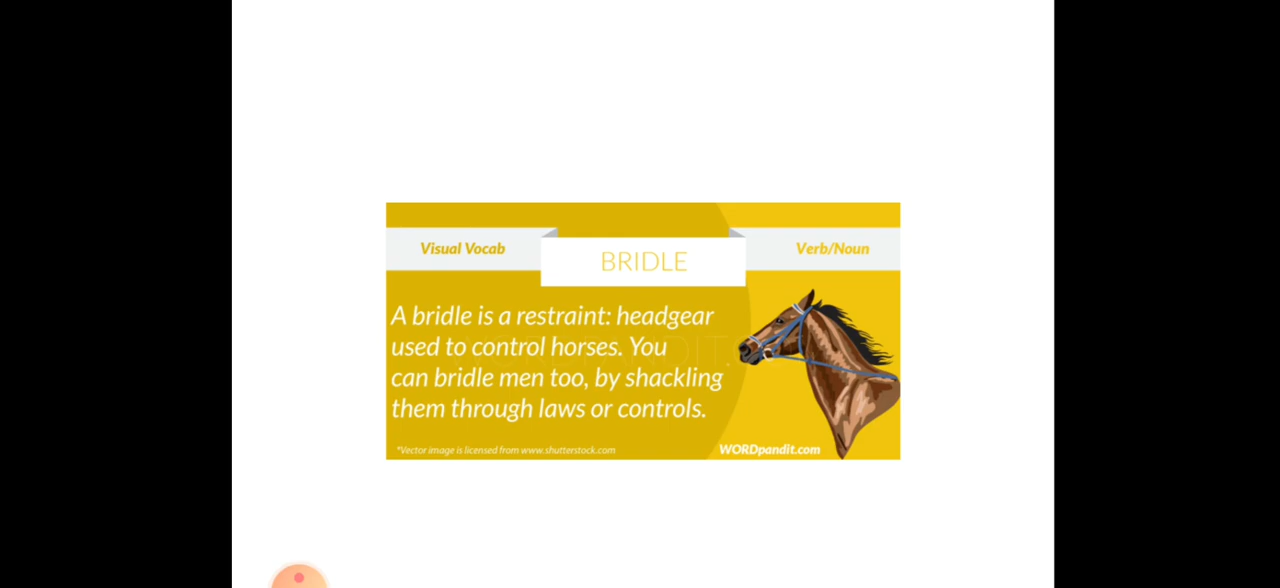 Visual Vocab
BRIDLE
Verb/Noun
A bridle is a restraint: headgear
used to control horses. You
can bridle men too, by shackling
them through laws or controls.
*Vector image is licensed from www.shutterstock.com
WORDpandit.com